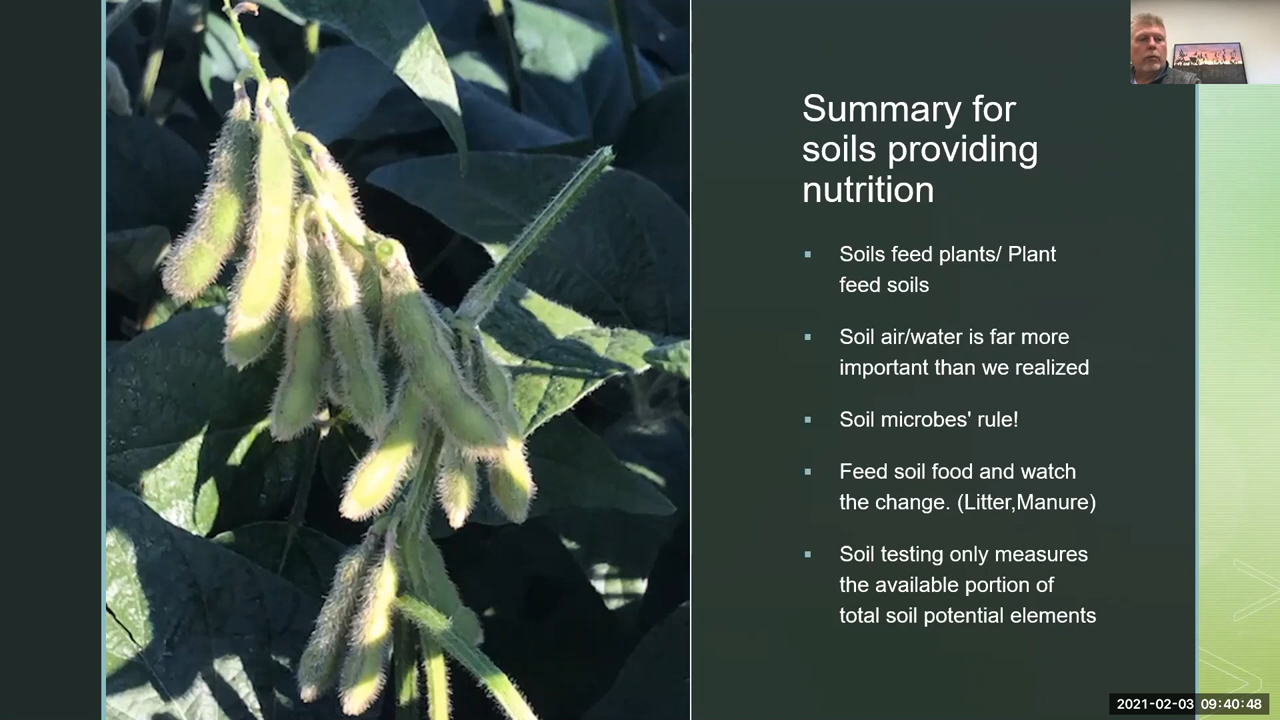 Summary for
soils providing
nutrition
Soils feed plants/ Plant
feed soils
Soil air/water is far more
important than we realized
Soil microbes' rule!
Feed soil food and watch
the change. (Litter,Manure)
Soil testing only measures
the available portion of
total soil potential elements
2021-02-03 09:40:48